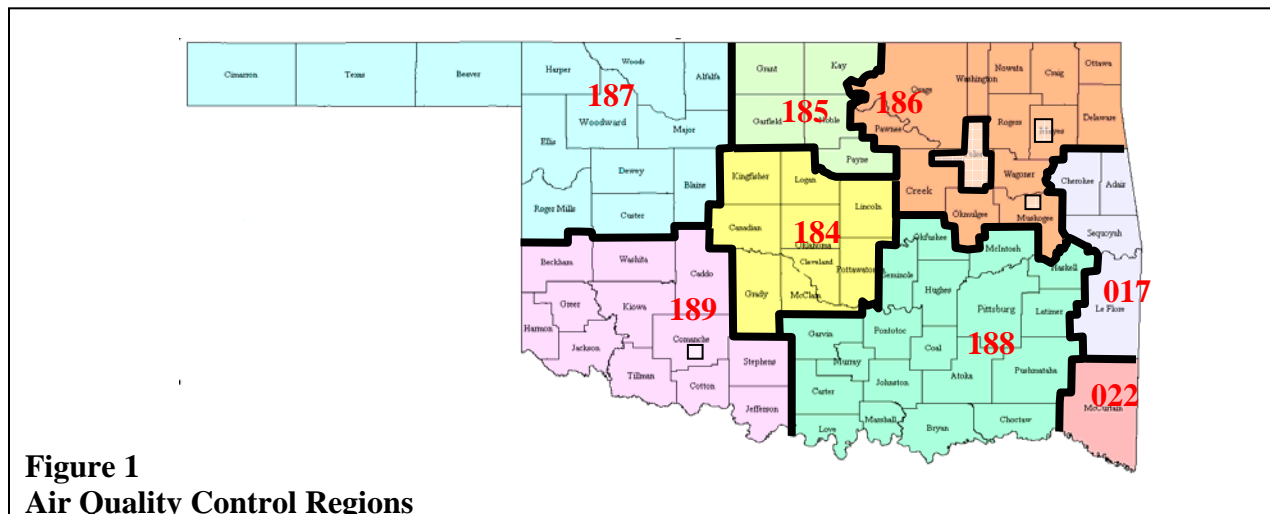 Cimarron
Texas
Beaver
Harper
Woods
Alfalfa
Grant
Kay
Osage
Washington
Nowata
Craig
Ottawa
187
185
186
Woodward
Major
Garfield
Noble
Pawnee
Rogers
Mayes
Delaware
Ellis
Dewey
Blaine
Kingfisher
Logan
Payne
Creek
Wagoner
Cherokee
Adair
Roger Mills
Custer
Canadian
184
Oklahoma
Lincoln
Okmulgee
Muskogee
Sequoyah
Beckham
Washita
Caddo
Cleveland
Pottawatom
Seminole
Okfuskee
McIntosh
Haskell
017
Greer
Kiowa
189
Grady
McClain
Hughes
Pittsburg
Latimer
Le Flore
Harmon
Jackson
Comanche
Stephens
Garvin
Pontotoc
Coal
188
Tillman
Cotton
Murray
Carter
Johnston
Atoka
Pushmataha
022
McCurtain
Jefferson
Love
Marshall
Bryan
Choctaw
Figure 1
Air Quality Control Regions